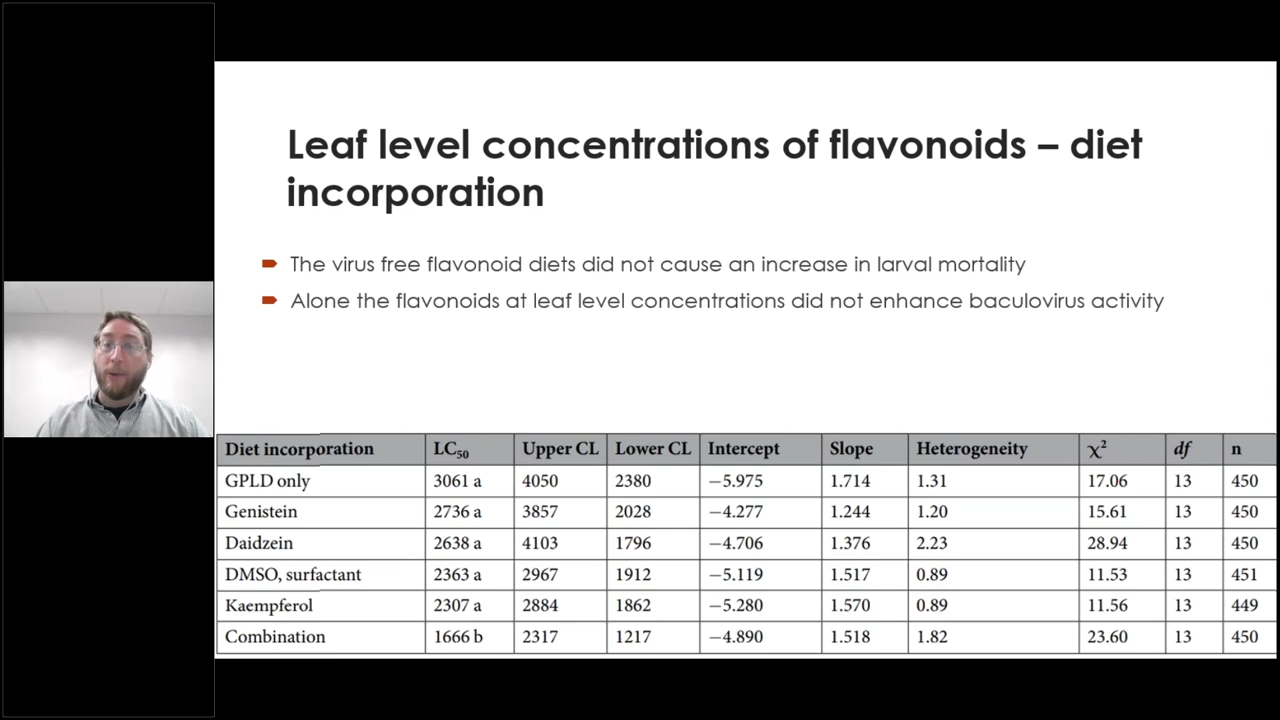 Leaf level concentrations of flavonoids – diet
incorporation
The virus free flavonoid diets did not cause an increase in larval mortality
Alone the flavonoids at leaf level concentrations did not enhance baculovirus activity
Diet incorporation LC50 Upper CL Lower CL Intercept Slope Heterogeneity χ2 df n
GPLD only 3061 a 4050 2380 −5.975 1.714 1.31 17.06 13 450
Genistein 2736 a 3857 2028 −4.277 1.244 1.20 15.61 13 450
Daidzein 2638 a 4103 1796 −4.706 1.376 2.23 28.94 13 450
DMSO, surfactant 2363 a 2967 1912 −5.119 1.517 0.89 11.53 13 451
Kaempferol 2307 a 2884 1862 −5.280 1.570 0.89 11.56 13 449
Combination 1666 b 2317 1217 −4.890 1.518 1.82 23.60 13 450